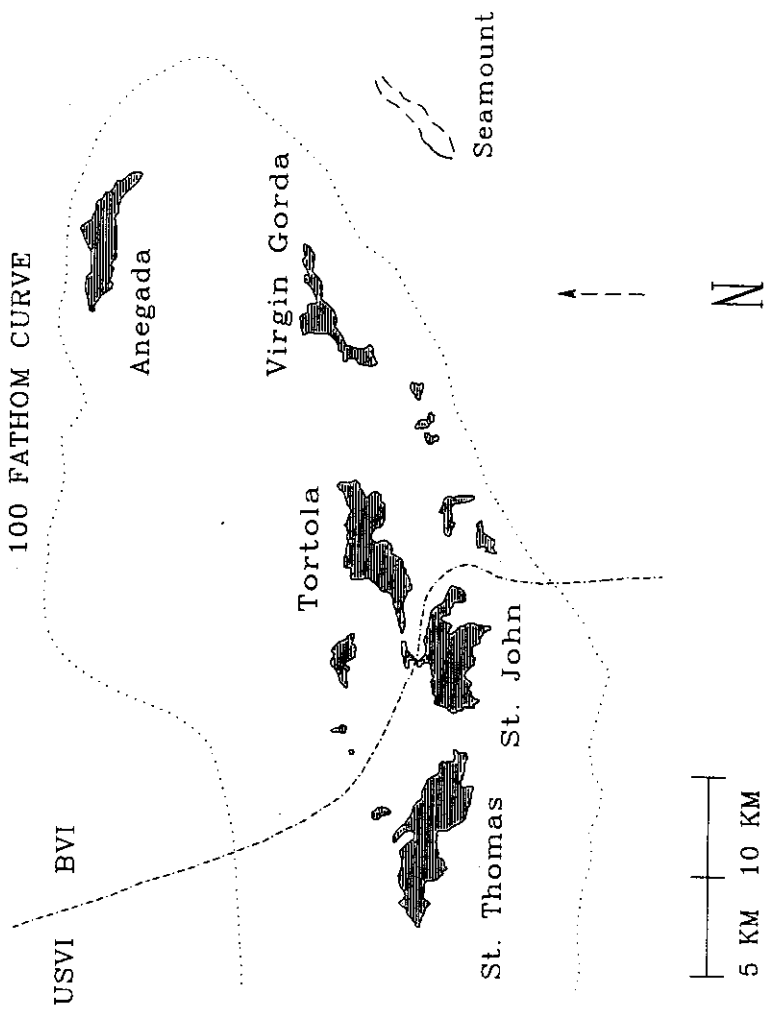 100 FATHOM CURVE
USVI BVI
Anegada
Virgin Gorda
Tortola
Seamount
St. John
St. Thomas
N
5 KM 10 KM